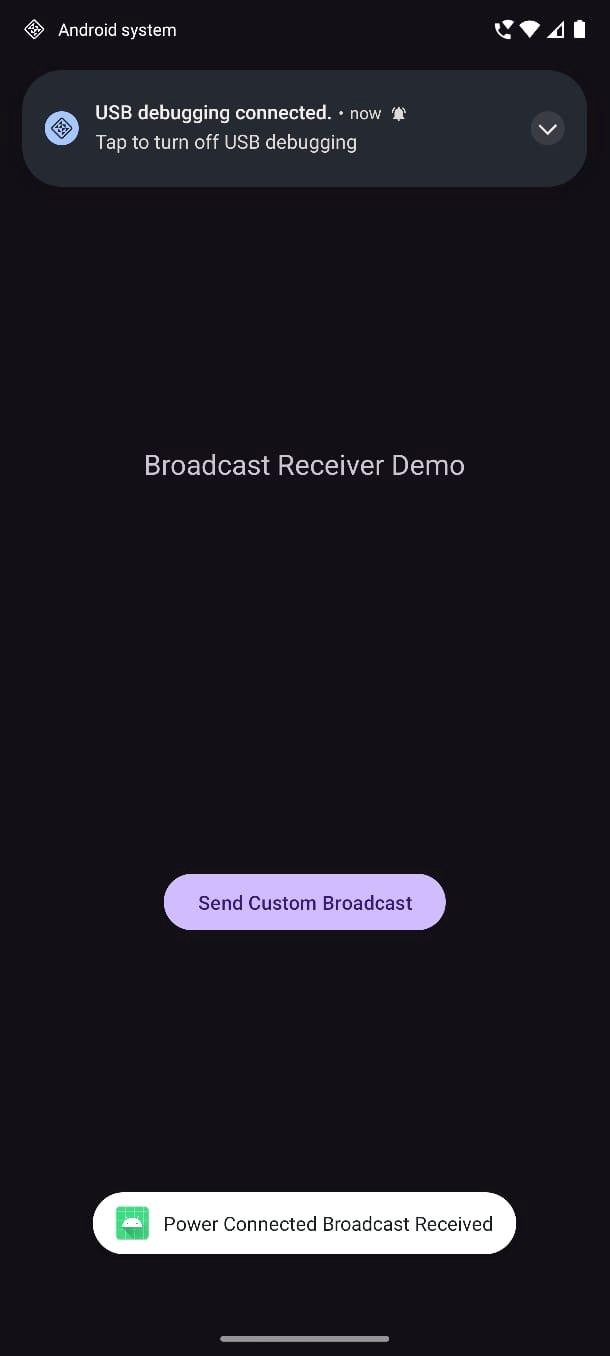 Android system
USB debugging connected. • now
Tap to turn off USB debugging
Broadcast Receiver Demo
Send Custom Broadcast
Power Connected Broadcast Received